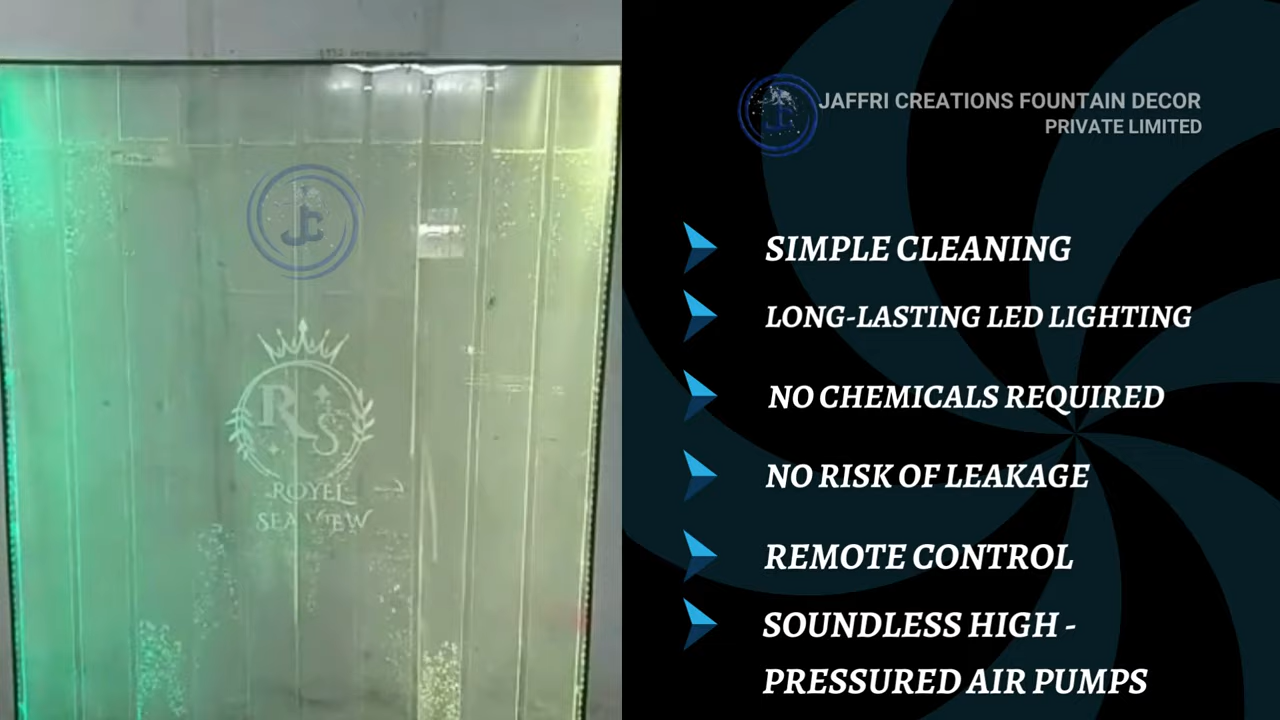 JC
RS
ROYEL
SEA VIEW
JAFFRI CREATIONS FOUNTAIN DECOR
PRIVATE LIMITED
SIMPLE CLEANING
LONG-LASTING LED LIGHTING
NO CHEMICALS REQUIRED
NO RISK OF LEAKAGE
REMOTE CONTROL
SOUNDLESS HIGH -
PRESSURED AIR PUMPS